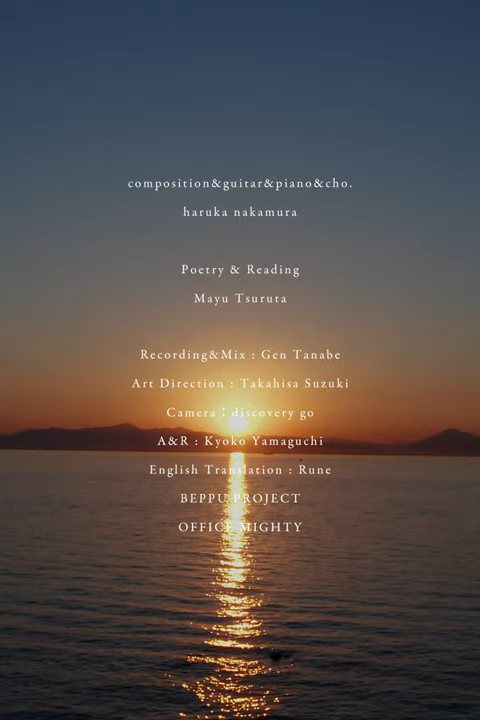 composition&guitar&piano&cho.
haruka nakamura
Poetry & Reading
Mayu Tsuruta
Recording&Mix : Gen Tanabe
Art Direction : Takahisa Suzuki
Camera : discovery go
A&R : Kyoko Yamaguchi
English Translation : Rune
BEPPU PROJECT
OFFICE MIGHTY